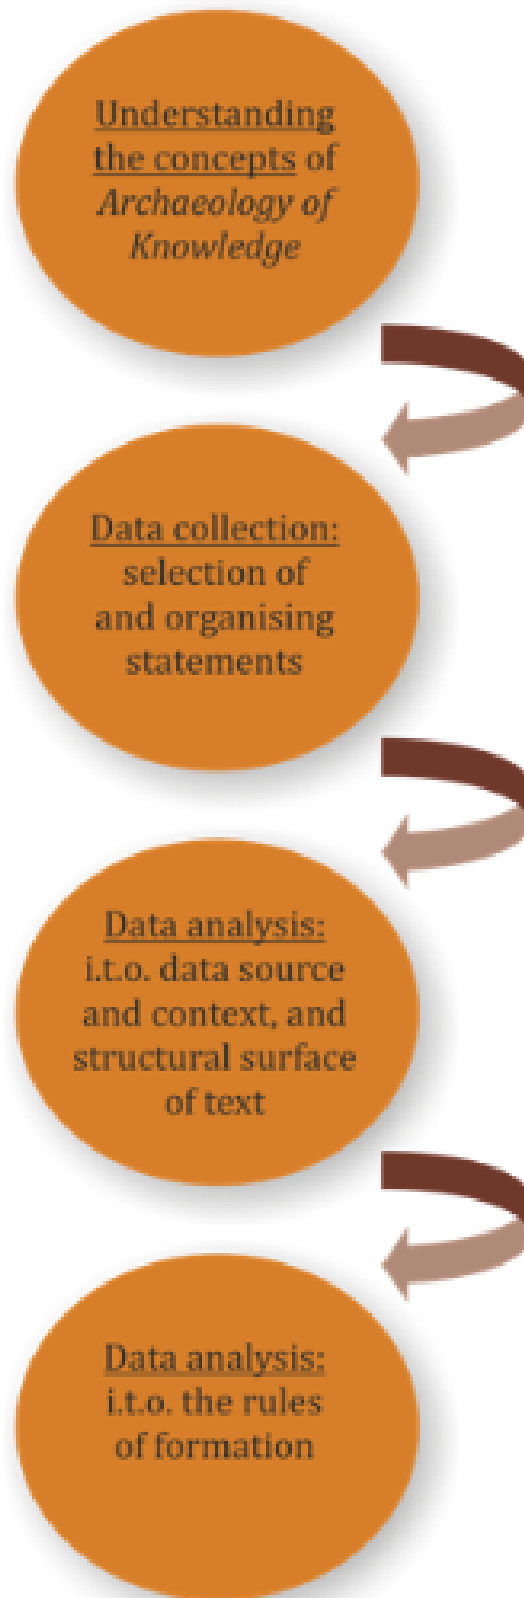 Understanding
the concepts of
Archaeology of
Knowledge
Data collection:
selection of
and organising
statements
Data analysis:
i.t.o. data source
and context, and
structural surface
of text
Data analysis:
i.t.o. the rules
of formation